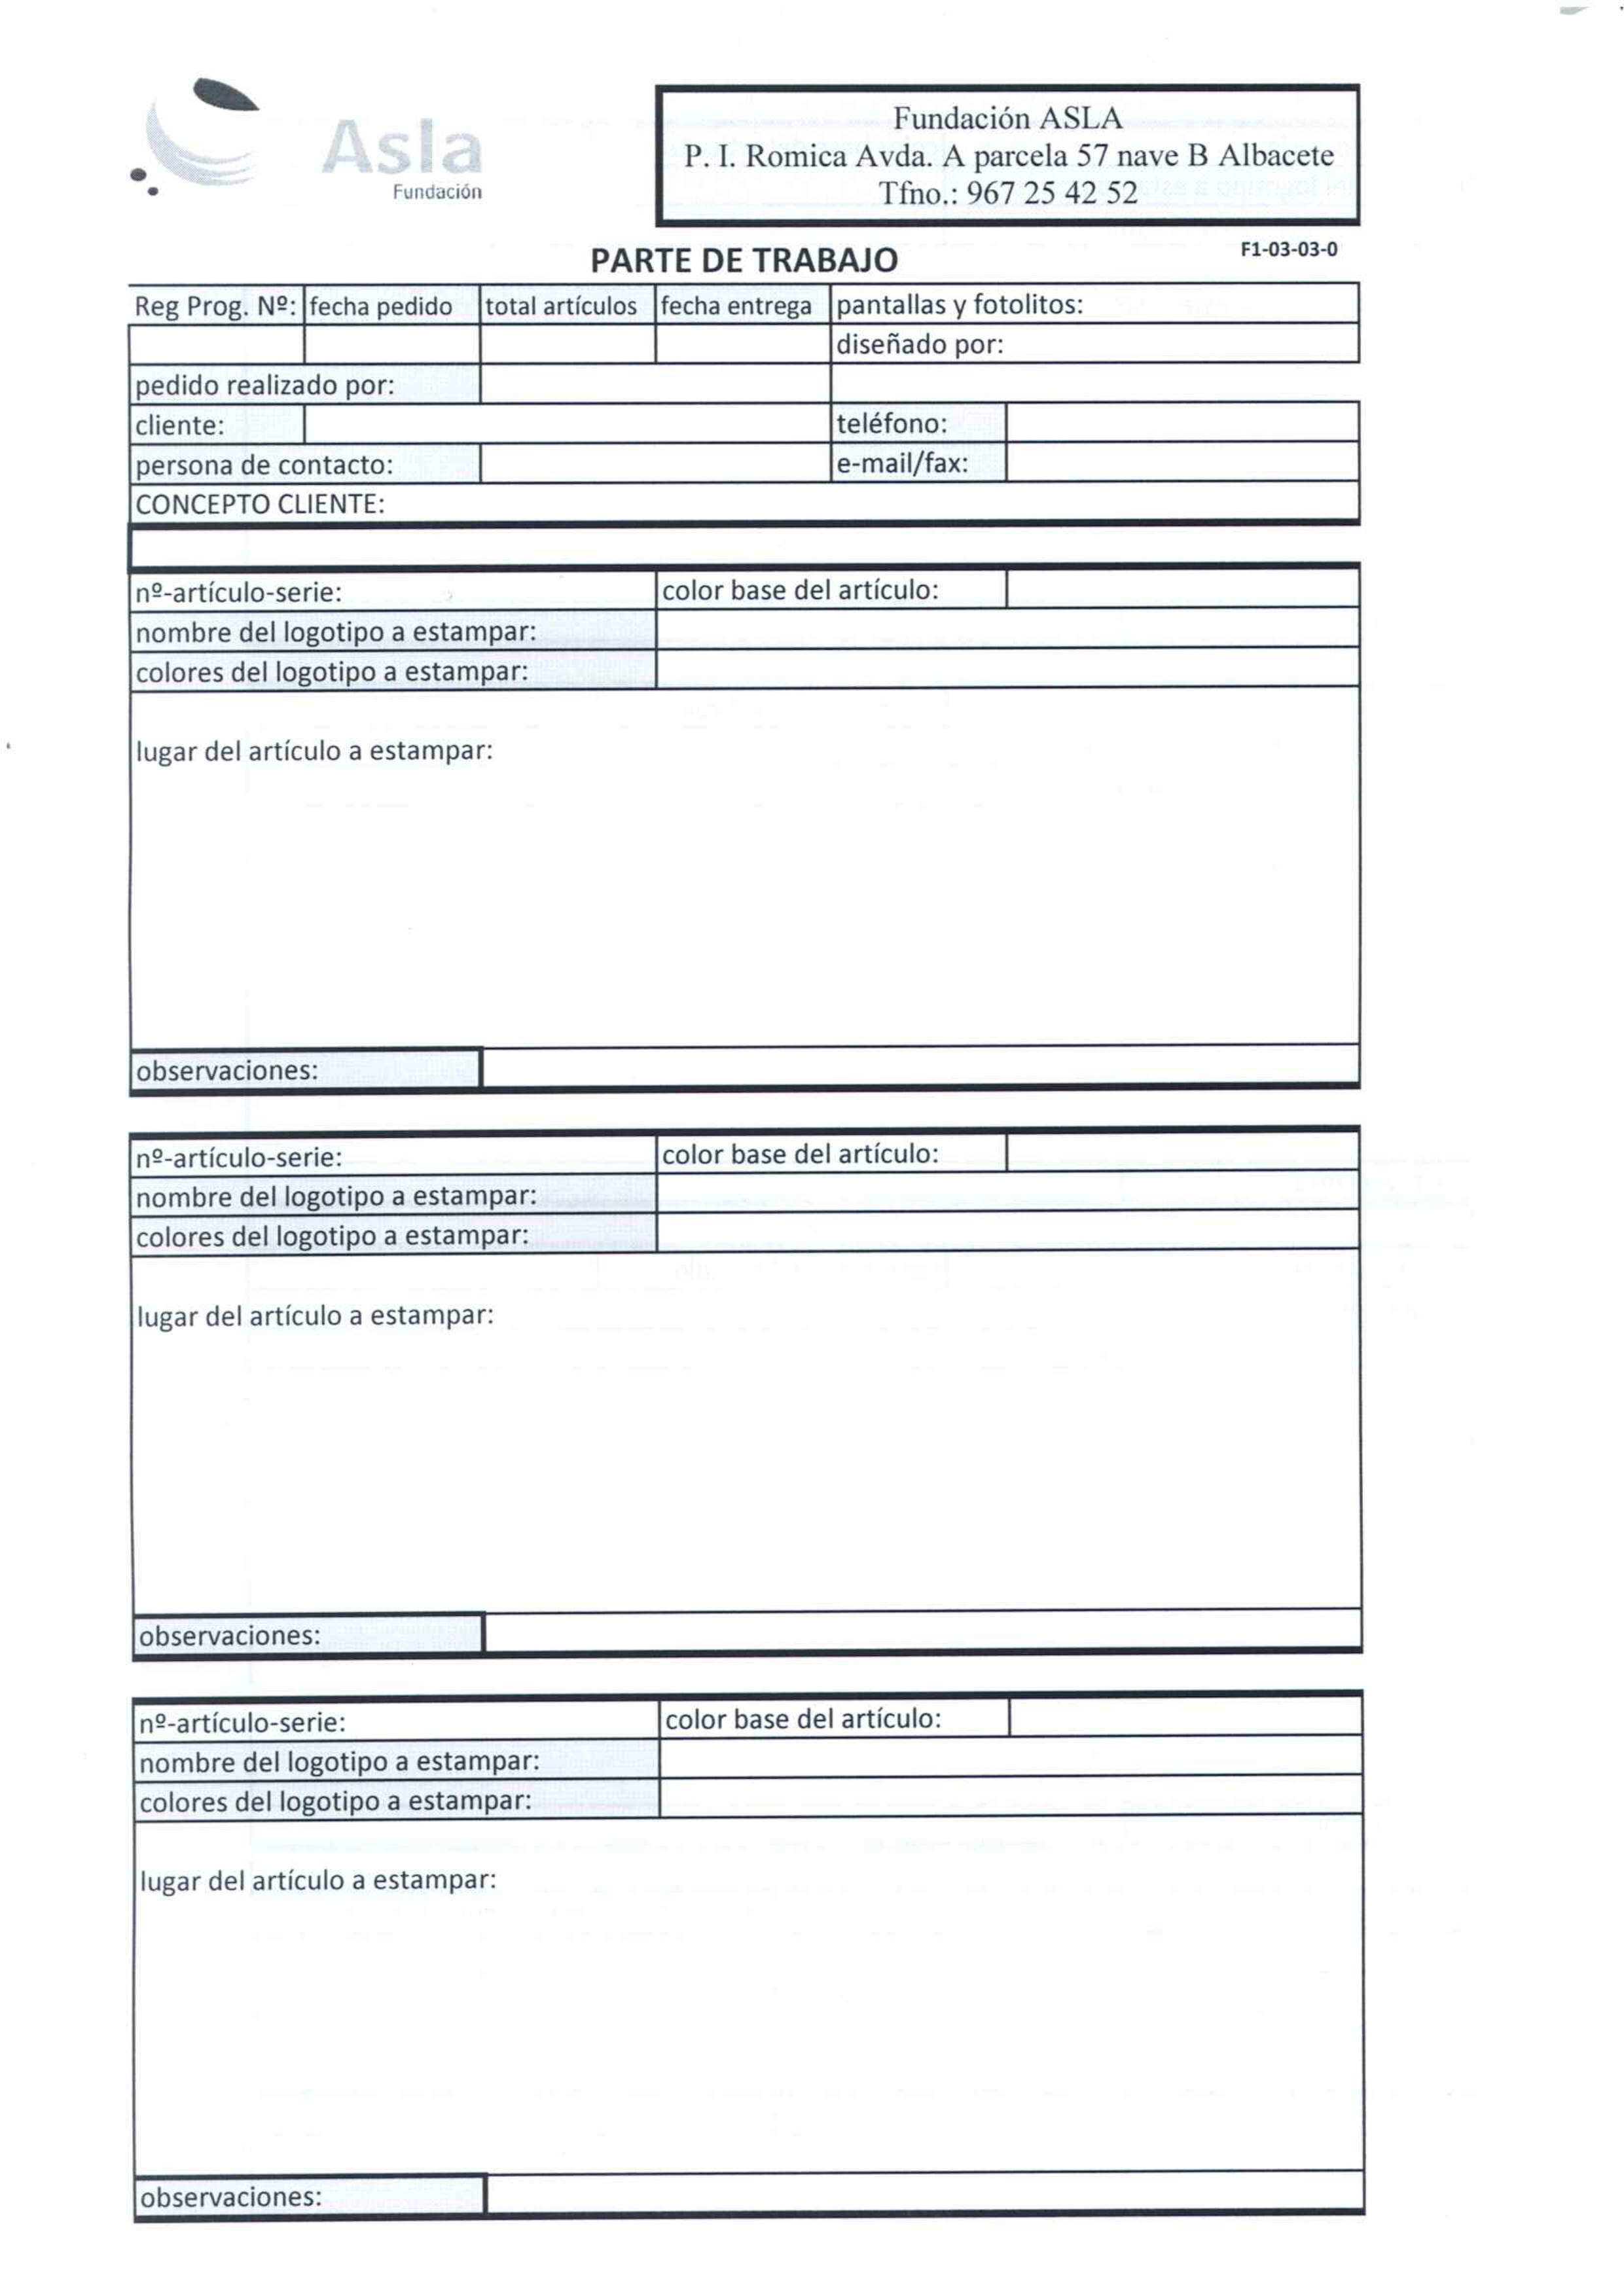 Asla
Fundación
Fundación ASLA
P. I. Romica Avda. A parcela 57 nave B Albacete
Tfno.: 967 25 42 52
PARTE DE TRABAJO
F1-03-03-0
Reg Prog. Nº: fecha pedido total artículos fecha entrega pantallas y fotolitos:
diseñado por:
pedido realizado por:
cliente: teléfono:
persona de contacto: e-mail/fax:
CONCEPTO CLIENTE:
nº-artículo-serie: color base del artículo:
nombre del logotipo a estampar:
colores del logotipo a estampar:
lugar del artículo a estampar:
observaciones:
nº-artículo-serie: color base del artículo:
nombre del logotipo a estampar:
colores del logotipo a estampar:
lugar del artículo a estampar:
observaciones:
nº-artículo-serie: color base del artículo:
nombre del logotipo a estampar:
colores del logotipo a estampar:
lugar del artículo a estampar:
observaciones: